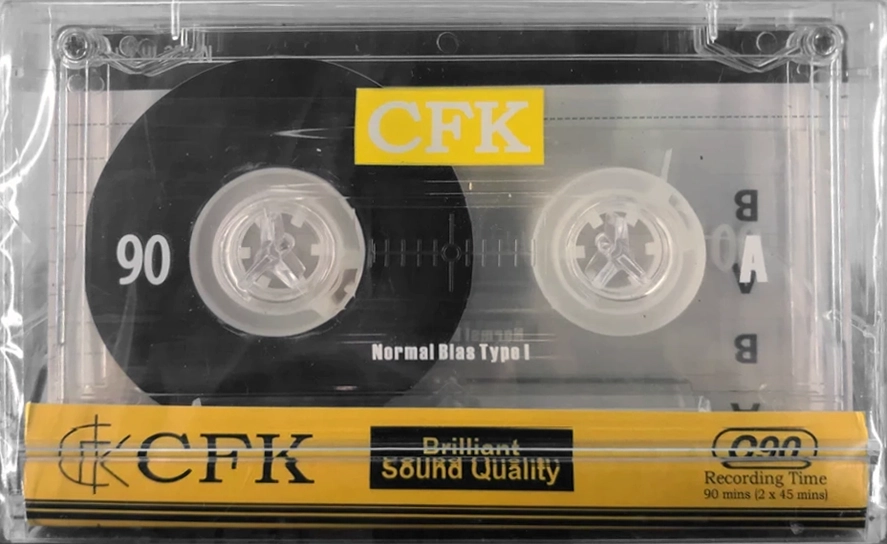 CFK
90
A
B
A
B
Normal Bias Type I
CFK
Brilliant
Sound Quality
C90
Recording Time
90 mins (2 x 45 mins)